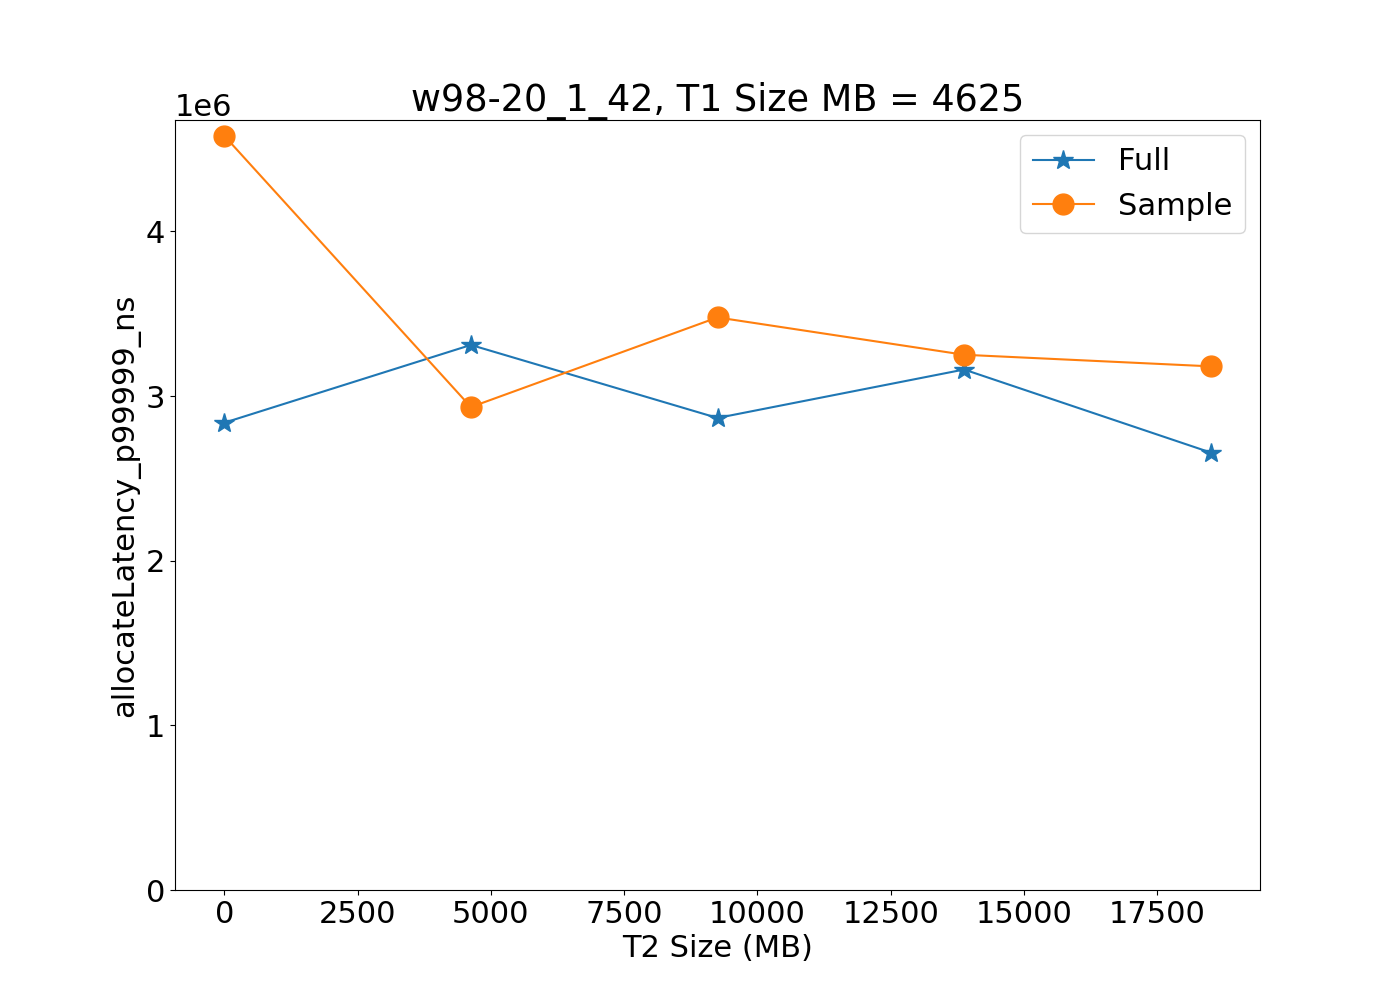 w98-20_1_42, T1 Size MB = 4625
1e6
Full
Sample
4
3
2
1
0
allocateLatency_p99999_ns
0 2500 5000 7500 10000 12500 15000 17500
T2 Size (MB)